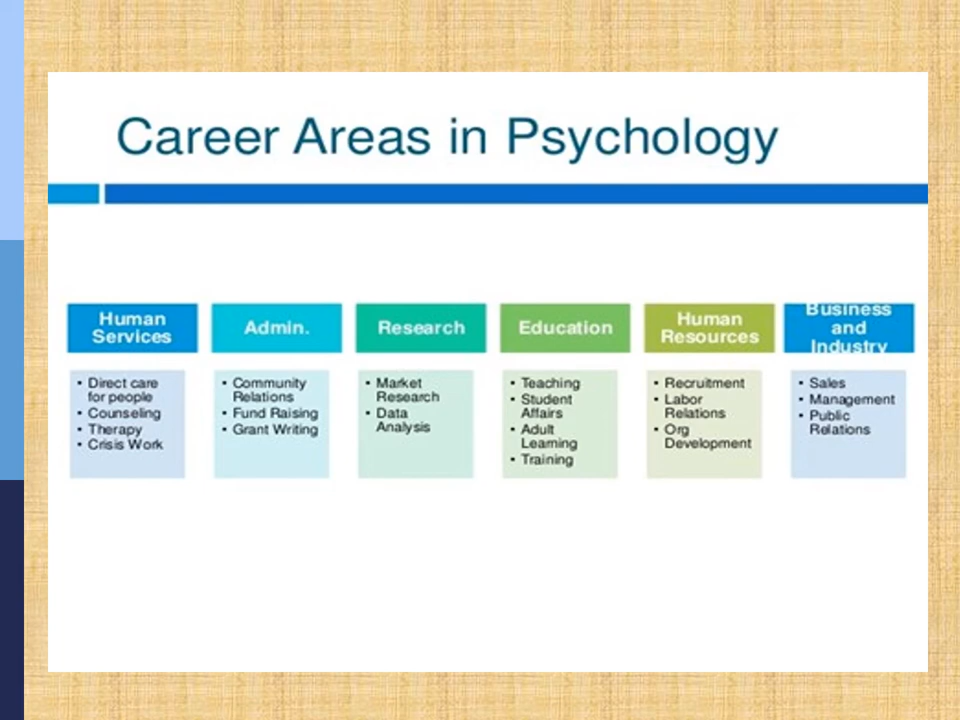 Career Areas in Psychology
Human
Services
• Direct care
for people
• Counseling
• Therapy
• Crisis Work
Admin.
• Community
Relations
• Fund Raising
• Grant Writing
Research
• Market
Research
• Data
Analysis
Education
• Teaching
• Student
Affairs
• Adult
Learning
• Training
Human
Resources
• Recruitment
• Labor
Relations
• Org
Development
Business
and
Industry
• Sales
• Management
• Public
Relations